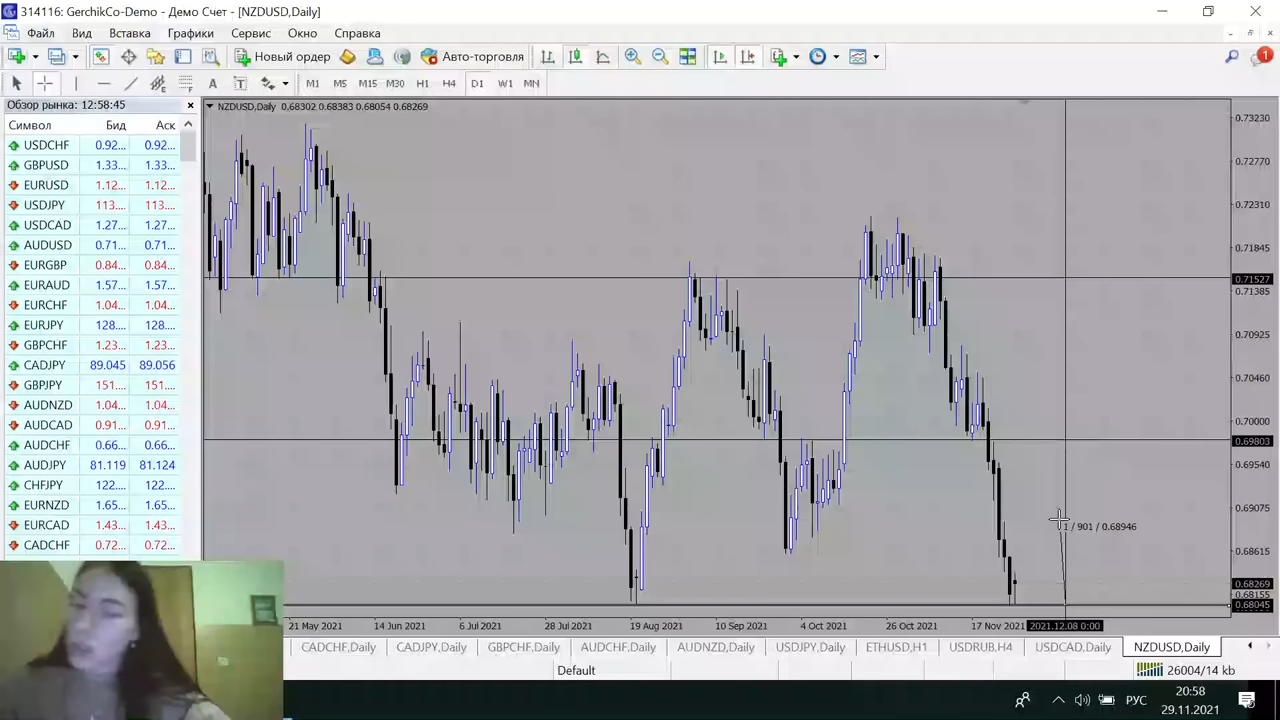 314116: GerchikCo-Demo - Демо Счет - [NZDUSD,Daily]
Файл Вид Вставка Графики Сервис Окно Справка
Новый ордер Авто-торговля 1
A T M1 M5 M15 M30 H1 H4 D1 W1 MN
Обзор рынка: 12:58:45
Символ Бид Аск
USDCHF 0.92... 0.92...
GBPUSD 1.33... 1.33...
EURUSD 1.12... 1.12...
USDJPY 113.... 113....
USDCAD 1.27... 1.27...
AUDUSD 0.71... 0.71...
EURGBP 0.84... 0.84...
EURAUD 1.57... 1.57...
EURCHF 1.04... 1.04...
EURJPY 128.... 128....
GBPCHF 1.23... 1.23...
CADJPY 89.045 89.056
GBPJPY 151.... 151....
AUDNZD 1.04... 1.04...
AUDCAD 0.91... 0.91...
AUDCHF 0.66... 0.66...
AUDJPY 81.119 81.124
CHFJPY 122.... 122....
EURNZD 1.65... 1.65...
EURCAD 1.43... 1.43...
CADCHF 0.72... 0.72...
NZDUSD,Daily 0.68302 0.68383 0.68054 0.68269
0.73230
0.72770
0.72310
0.71845
0.71527
0.71385
0.70925
0.70460
0.70000
0.69803
0.69540
0.69075
1 / 901 / 0.68946
0.68615
0.68269
0.68155
0.68045
21 May 2021 14 Jun 2021 6 Jul 2021 28 Jul 2021 19 Aug 2021 10 Sep 2021 4 Oct 2021 26 Oct 2021 17 Nov 2021 2021.12.08 0:00
CADCHF,Daily CADJPY,Daily GBPCHF,Daily AUDCHF,Daily AUDNZD,Daily USDJPY,Daily ETHUSD,H1 USDRUB,H4 USDCAD,Daily NZDUSD,Daily
Default 26004/14 kb
РУС
20:58
29.11.2021